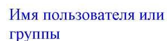 Имя пользователя или
группы